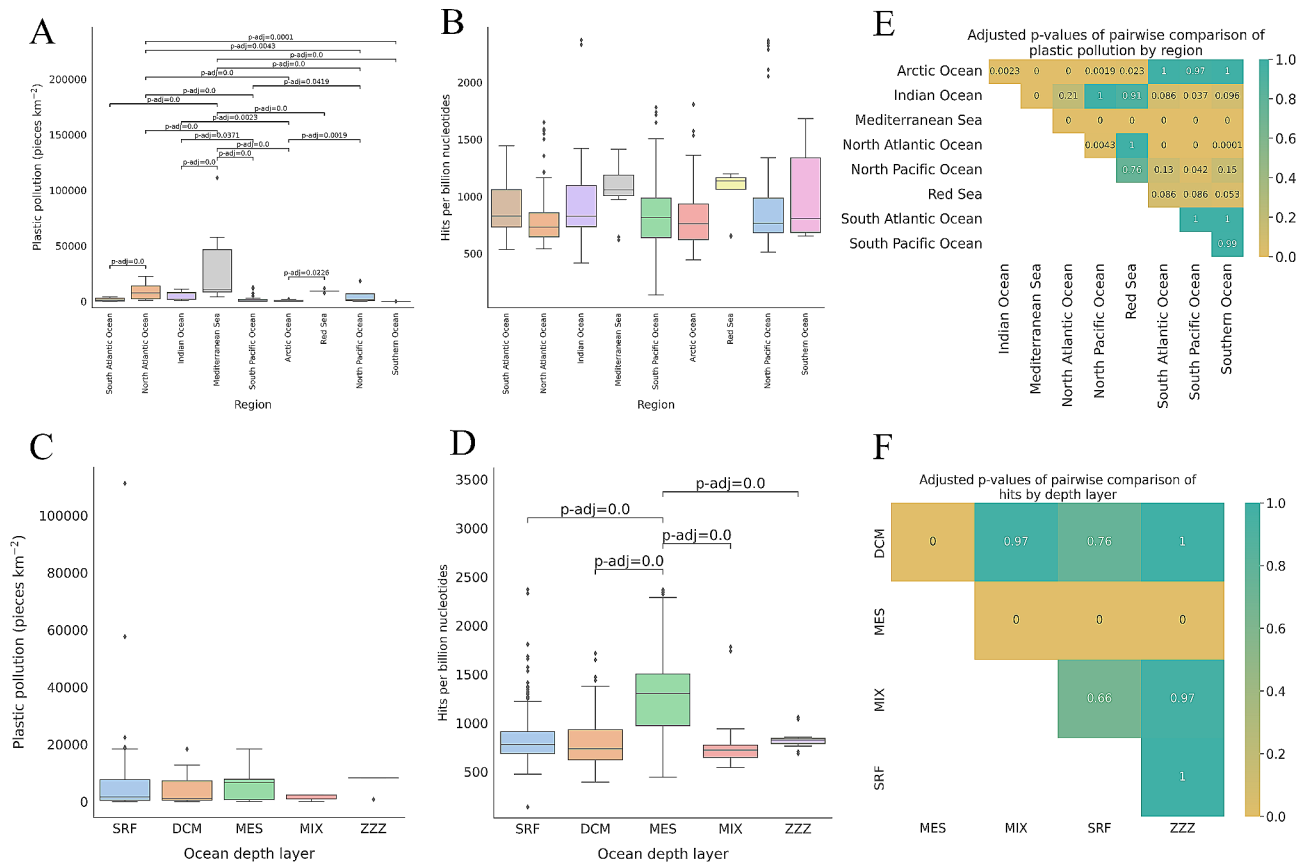 A
Plastic pollution (pieces km−2)
200000
150000
100000
50000
0
p-adj=0.0001
p-adj=0.0043
p-adj=0.0
p-adj=0.0
p-adj=0.0
p-adj=0.0419
p-adj=0.0
p-adj=0.0
p-adj=0.0023
p-adj=0.0
p-adj=0.0371
p-adj=0.0019
p-adj=0.0
p-adj=0.0
p-adj=0.0
p-adj=0.0
p-adj=0.0226
South Atlantic Ocean
North Atlantic Ocean
Indian Ocean
Mediterranean Sea
South Pacific Ocean
Arctic Ocean
Red Sea
North Pacific Ocean
Southern Ocean
Region
B
Hits per billion nucleotides
2000
1500
1000
500
South Atlantic Ocean
North Atlantic Ocean
Indian Ocean
Mediterranean Sea
South Pacific Ocean
Arctic Ocean
Red Sea
North Pacific Ocean
Southern Ocean
Region
E
Adjusted p-values of pairwise comparison of
plastic pollution by region
Arctic Ocean 0.0023 0 0 0.0019 0.023 1 0.97 1
Indian Ocean 0 0.21 1 0.91 0.086 0.037 0.096
Mediterranean Sea 0 0 0 0 0 0
North Atlantic Ocean 0.0043 1 0 0 0.0001
North Pacific Ocean 0.76 0.13 0.042 0.15
Red Sea 0.086 0.086 0.053
South Atlantic Ocean 1 1
South Pacific Ocean 0.99
Indian Ocean
Mediterranean Sea
North Atlantic Ocean
North Pacific Ocean
Red Sea
South Atlantic Ocean
South Pacific Ocean
Southern Ocean
1.0
0.8
0.6
0.4
0.2
0.0
C
Plastic pollution (pieces km−2)
100000
80000
60000
40000
20000
0
SRF DCM MES MIX ZZZ
Ocean depth layer
D
Hits per billion nucleotides
3500
3000
2500
2000
1500
1000
500
p-adj=0.0
p-adj=0.0
p-adj=0.0
p-adj=0.0
SRF DCM MES MIX ZZZ
Ocean depth layer
F
Adjusted p-values of pairwise comparison of
hits by depth layer
DCM 0 0.97 0.76 1
MES 0 0 0
MIX 0.66 0.97
SRF 1
MES MIX SRF ZZZ
1.0
0.8
0.6
0.4
0.2
0.0